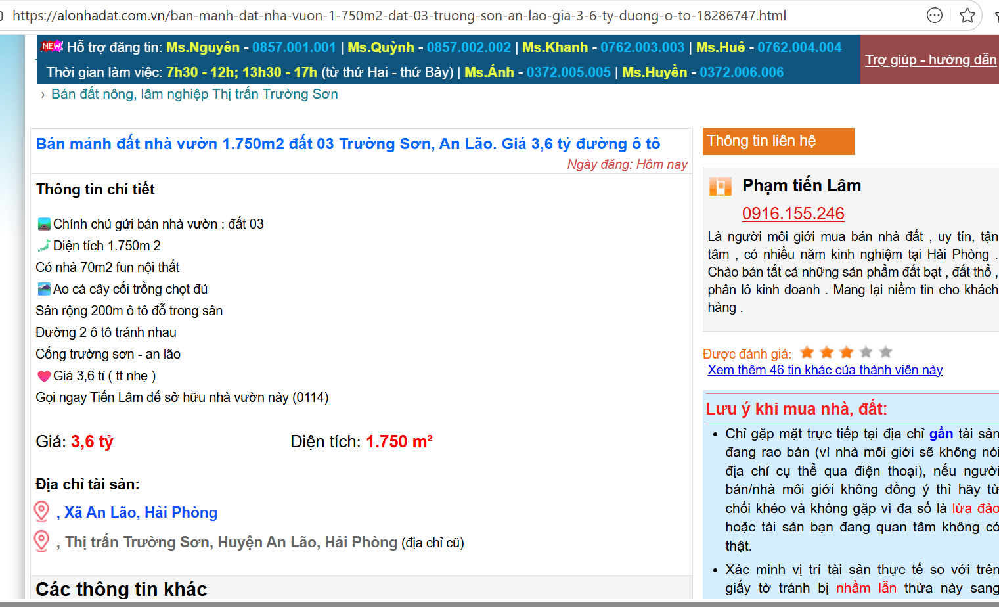 https://alonhadat.com.vn/ban-manh-dat-nha-vuon-1-750m2-dat-03-truong-son-an-lao-gia-3-6-ty-duong-o-to-18286747.html
NEW Hỗ trợ đăng tin: Ms.Nguyên - 0857.001.001 | Ms.Quỳnh - 0857.002.002 | Ms.Khanh - 0762.003.003 | Ms.Huê - 0762.004.004
Thời gian làm việc: 7h30 - 12h; 13h30 - 17h (từ thứ Hai - thứ Bảy) | Ms.Ánh - 0372.005.005 | Ms.Huyền - 0372.006.006
Trợ giúp - hướng dẫn
› Bán đất nông, lâm nghiệp Thị trấn Trường Sơn
Bán mảnh đất nhà vườn 1.750m2 đất 03 Trường Sơn, An Lão. Giá 3,6 tỷ đường ô tô
Ngày đăng: Hôm nay
Thông tin chi tiết
Chính chủ gửi bán nhà vườn : đất 03
Diện tích 1.750m 2
Có nhà 70m2 fun nội thất
Ao cá cây cối trồng chọt đủ
Sân rộng 200m ô tô đỗ trong sân
Đường 2 ô tô tránh nhau
Cống trường sơn - an lão
Giá 3,6 tỉ ( tt nhẹ )
Gọi ngay Tiến Lâm để sở hữu nhà vườn này (0114)
Giá: 3,6 tỷ
Diện tích: 1.750 m²
Địa chỉ tài sản:
, Xã An Lão, Hải Phòng
, Thị trấn Trường Sơn, Huyện An Lão, Hải Phòng (địa chỉ cũ)
Các thông tin khác
Thông tin liên hệ
Phạm tiến Lâm
0916.155.246
Là người môi giới mua bán nhà đất , uy tín, tận
tâm , có nhiều năm kinh nghiệm tại Hải Phòng .
Chào bán tất cả những sản phẩm đất bạt , đất thổ ,
phân lô kinh doanh . Mang lại niềm tin cho khách
hàng .
Được đánh giá:
Xem thêm 46 tin khác của thành viên này
Lưu ý khi mua nhà, đất:
• Chỉ gặp mặt trực tiếp tại địa chỉ gần tài sản
đang rao bán (vì nhà môi giới sẽ không nói
địa chỉ cụ thể qua điện thoại), nếu người
bán/nhà môi giới không đồng ý thì hãy từ
chối khéo và không gặp vì đa số là lừa đảo
hoặc tài sản bạn đang quan tâm không có
thật.
• Xác minh vị trí tài sản thực tế so với trên
giấy tờ tránh bị nhầm lẫn thửa này sang